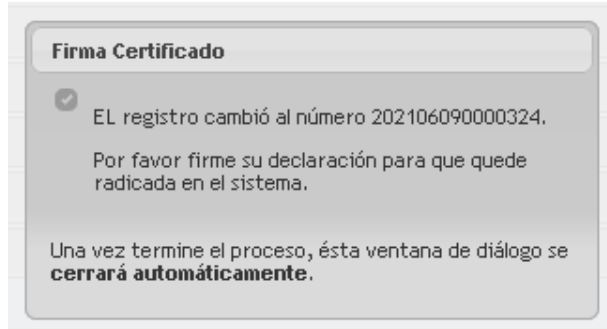 Firma Certificado
EL registro cambió al número 202106090000324.
Por favor firme su declaración para que quede
radicada en el sistema.
Una vez termine el proceso, ésta ventana de diálogo se
cerrará automáticamente.